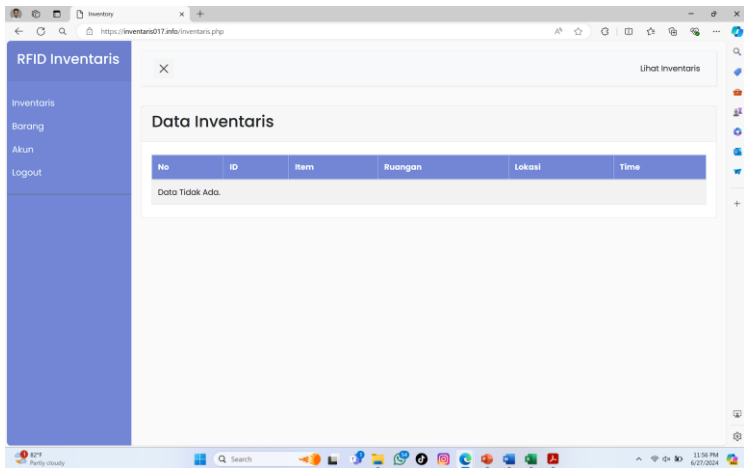 Inventory
https://inventaris017.info/inventaris.php
RFID Inventaris
Lihat Inventaris
Inventaris
Barang
Akun
Logout
Data Inventaris
No ID Item Ruangan Lokasi Time
Data Tidak Ada.
82°F
Partly cloudy
Search
11:56 PM
6/27/2024